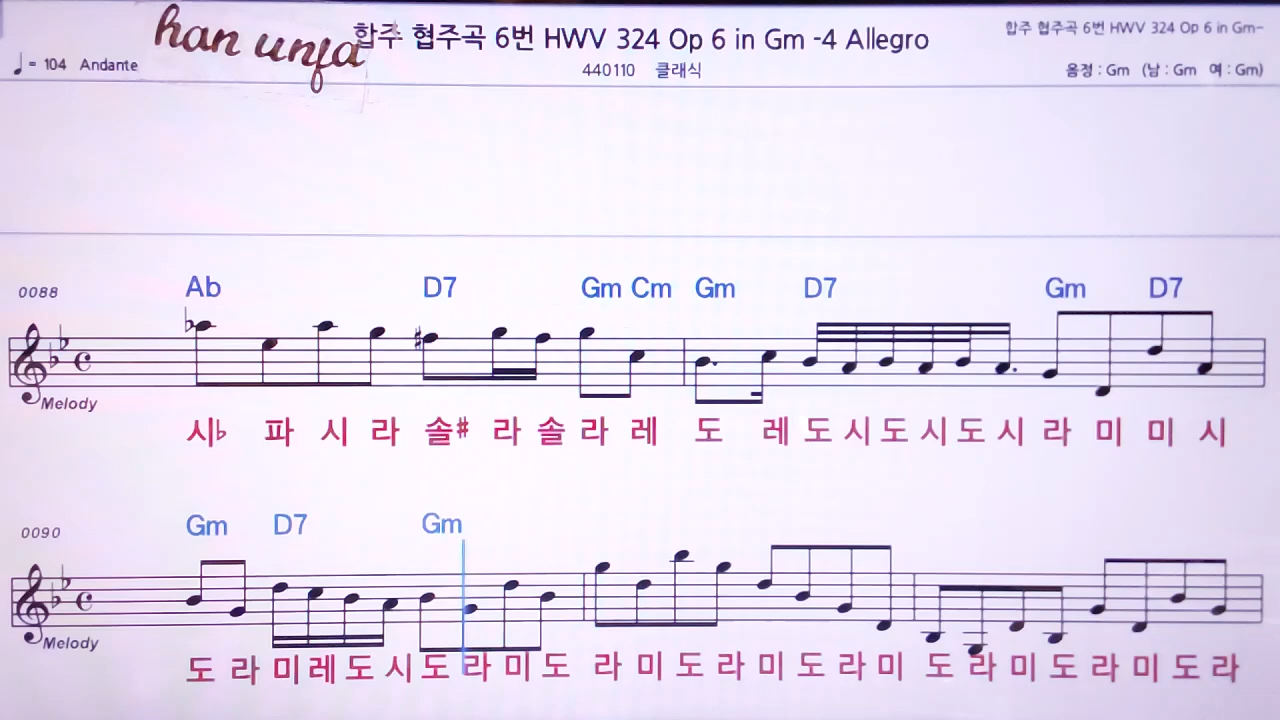 han unfa
합주 협주곡 6번 HWV 324 Op 6 in Gm -4 Allegro
합주 협주곡 6번 HWV 324 Op 6 in Gm-
♩= 104 Andante
440110 클래식
음정 : Gm (남 : Gm 여 : Gm)
0088 Ab D7 Gm Cm Gm D7 Gm D7
Melody
시♭ 파 시 라 솔# 라 솔 라 레 도 레 도 시 도 시 도 시 라 미 미 시
0090 Gm D7 Gm
Melody
도 라 미 레 도 시 도 라 미 도 라 미 도 라 미 도 라 미 도 라 미 도 라 미 도 라